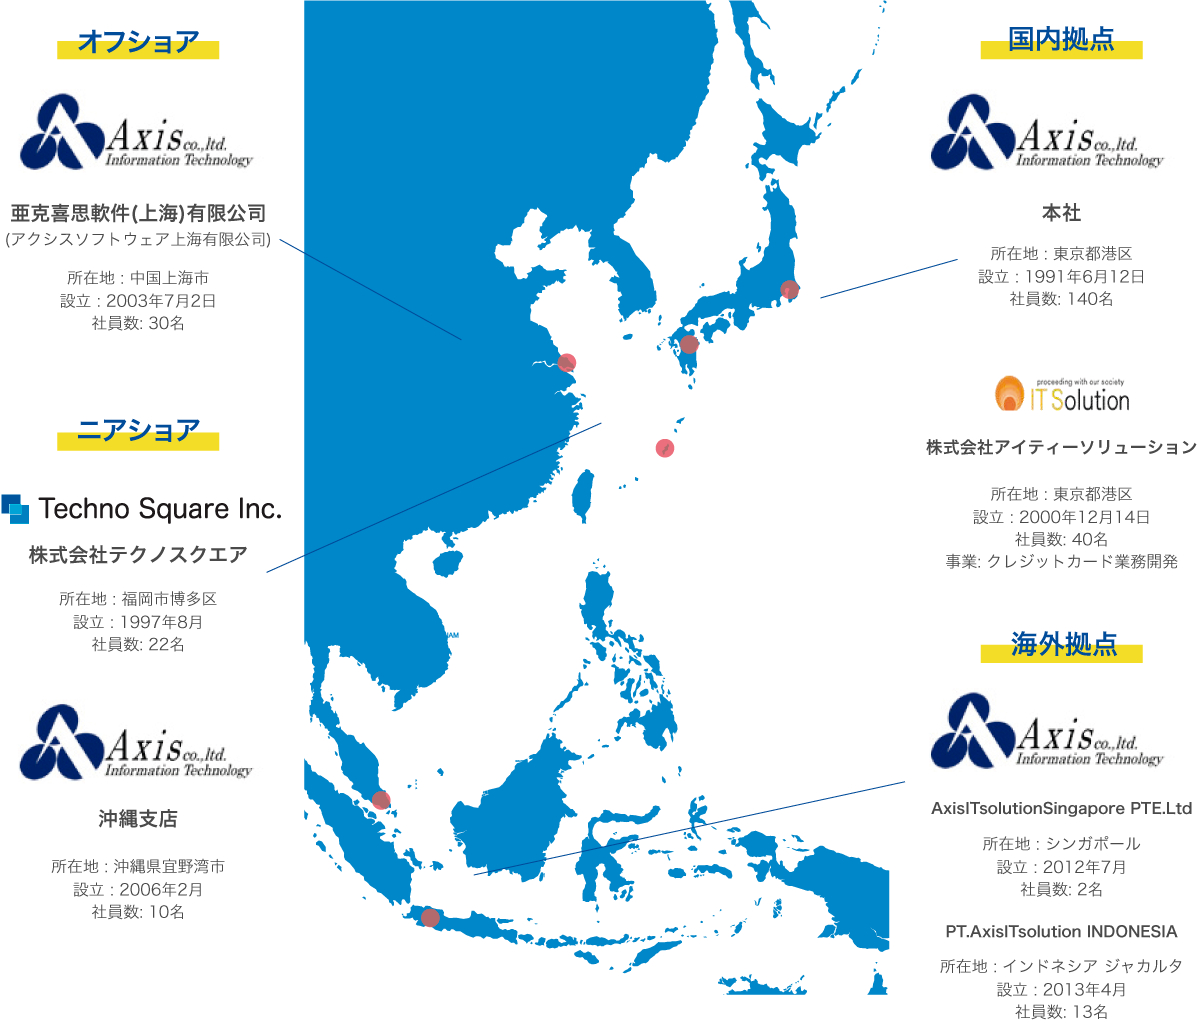 オフショア
Axis co.,ltd.
Information Technology
亜克喜思軟件(上海)有限公司
(アクシスソフトウェア上海有限公司)
所在地 : 中国上海市
設立 : 2003年7月2日
社員数: 30名
ニアショア
Techno Square Inc.
株式会社テクノスクエア
所在地 : 福岡市博多区
設立 : 1997年8月
社員数: 22名
Axis co.,ltd.
Information Technology
沖縄支店
所在地 : 沖縄県宜野湾市
設立 : 2006年2月
社員数: 10名
NAM
国内拠点
Axis co.,ltd.
Information Technology
本社
所在地 : 東京都港区
設立 : 1991年6月12日
社員数: 140名
proceeding with our society
IT Solution
株式会社アイティーソリューション
所在地 : 東京都港区
設立 : 2000年12月14日
社員数: 40名
事業: クレジットカード業務開発
海外拠点
Axis co.,ltd.
Information Technology
AxisITsolutionSingapore PTE.Ltd
所在地 : シンガポール
設立 : 2012年7月
社員数: 2名
PT.AxisITsolution INDONESIA
所在地 : インドネシア ジャカルタ
設立 : 2013年4月
社員数: 13名